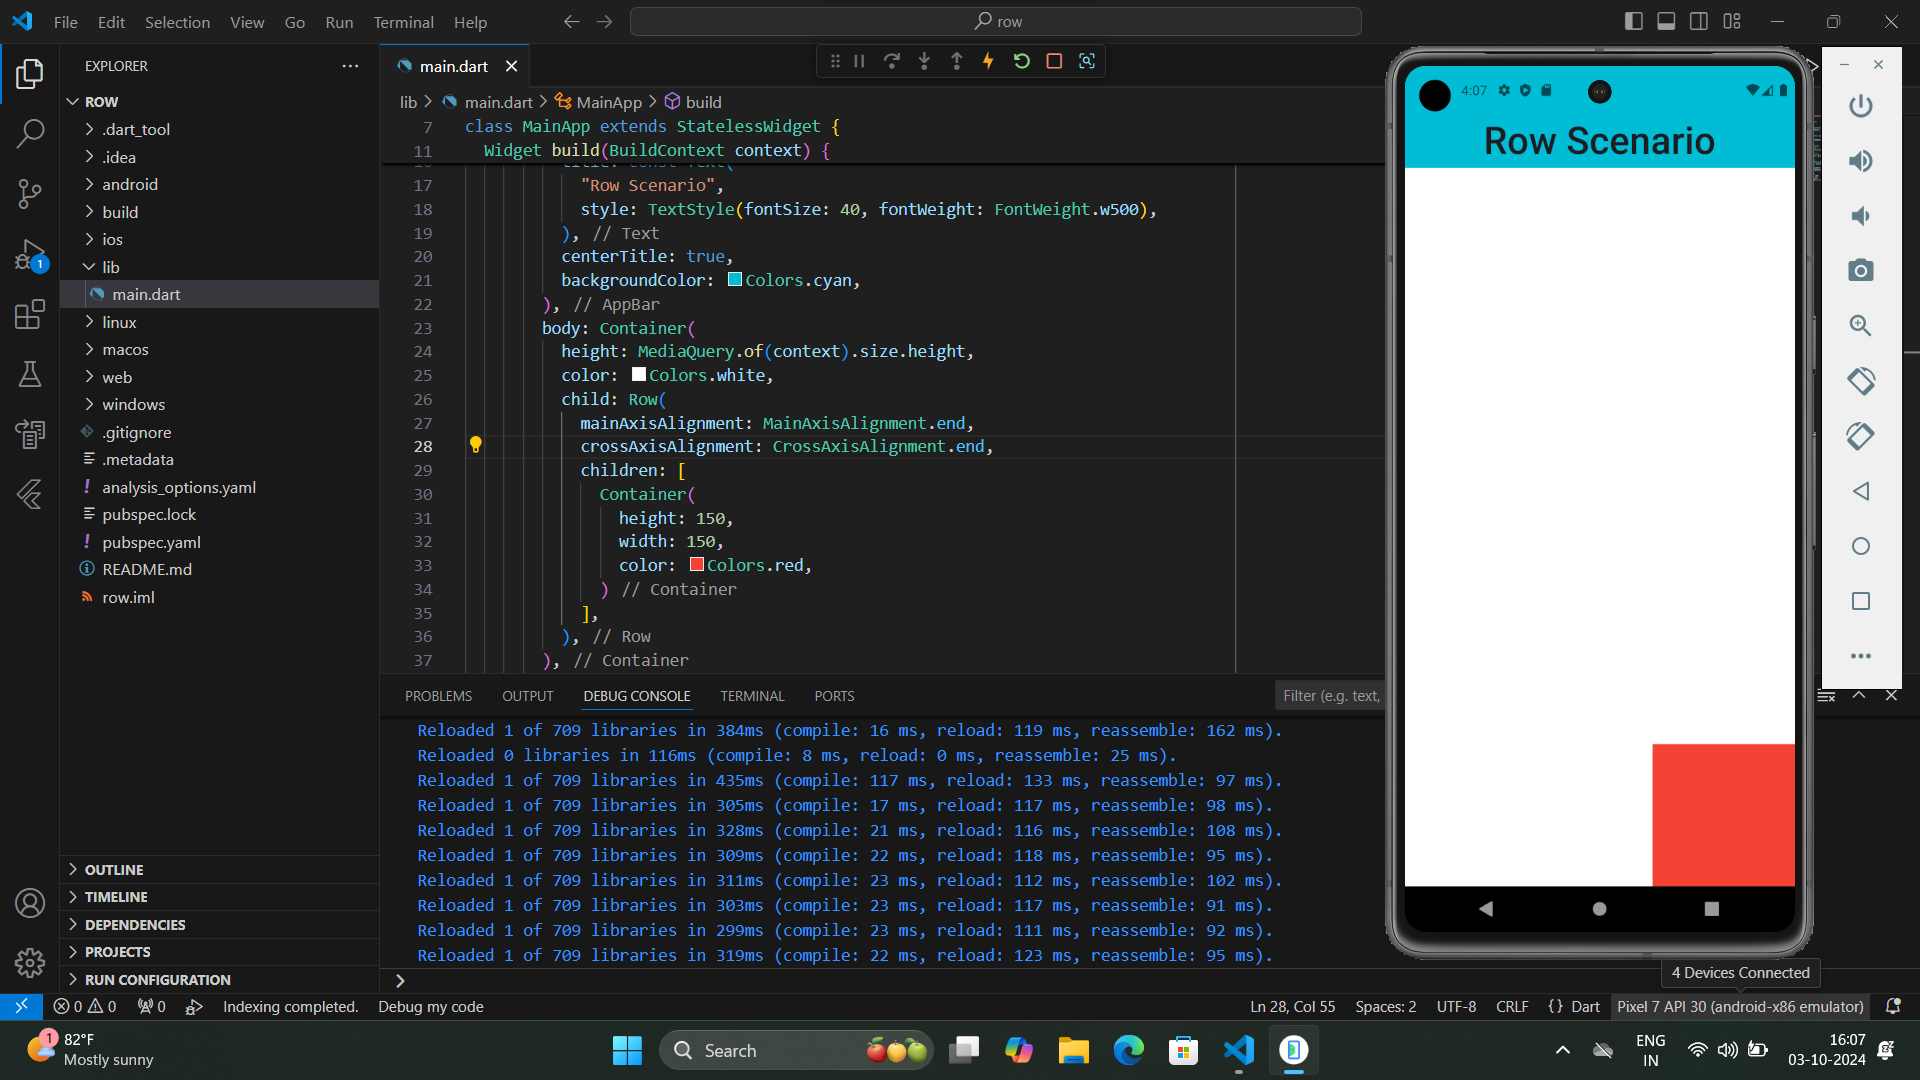 File Edit Selection View Go Run Terminal Help
row
EXPLORER
ROW
.dart_tool
.idea
android
build
ios
lib
main.dart
linux
macos
web
windows
.gitignore
.metadata
analysis_options.yaml
pubspec.lock
pubspec.yaml
README.md
row.iml
OUTLINE
TIMELINE
DEPENDENCIES
PROJECTS
RUN CONFIGURATION
main.dart
lib main.dart MainApp build
7 class MainApp extends StatelessWidget {
11 Widget build(BuildContext context) {
17 "Row Scenario",
18 style: TextStyle(fontSize: 40, fontWeight: FontWeight.w500),
19 ), // Text
20 centerTitle: true,
21 backgroundColor: Colors.cyan,
22 ), // AppBar
23 body: Container(
24 height: MediaQuery.of(context).size.height,
25 color: Colors.white,
26 child: Row(
27 mainAxisAlignment: MainAxisAlignment.end,
28 crossAxisAlignment: CrossAxisAlignment.end,
29 children: [
30 Container(
31 height: 150,
32 width: 150,
33 color: Colors.red,
34 ) // Container
35 ],
36 ), // Row
37 ), // Container
PROBLEMS OUTPUT DEBUG CONSOLE TERMINAL PORTS
Filter (e.g. text,
Reloaded 1 of 709 libraries in 384ms (compile: 16 ms, reload: 119 ms, reassemble: 162 ms).
Reloaded 0 libraries in 116ms (compile: 8 ms, reload: 0 ms, reassemble: 25 ms).
Reloaded 1 of 709 libraries in 435ms (compile: 117 ms, reload: 133 ms, reassemble: 97 ms).
Reloaded 1 of 709 libraries in 305ms (compile: 17 ms, reload: 117 ms, reassemble: 98 ms).
Reloaded 1 of 709 libraries in 328ms (compile: 21 ms, reload: 116 ms, reassemble: 108 ms).
Reloaded 1 of 709 libraries in 309ms (compile: 22 ms, reload: 118 ms, reassemble: 95 ms).
Reloaded 1 of 709 libraries in 311ms (compile: 23 ms, reload: 112 ms, reassemble: 102 ms).
Reloaded 1 of 709 libraries in 303ms (compile: 23 ms, reload: 117 ms, reassemble: 91 ms).
Reloaded 1 of 709 libraries in 299ms (compile: 23 ms, reload: 111 ms, reassemble: 92 ms).
Reloaded 1 of 709 libraries in 319ms (compile: 22 ms, reload: 123 ms, reassemble: 95 ms).
4:07
Row Scenario
4 Devices Connected
1
0 0 0 Indexing completed. Debug my code
Ln 28, Col 55 Spaces: 2 UTF-8 CRLF {} Dart Pixel 7 API 30 (android-x86 emulator)
1
82°F
Mostly sunny
Search
ENG
IN
16:07
03-10-2024